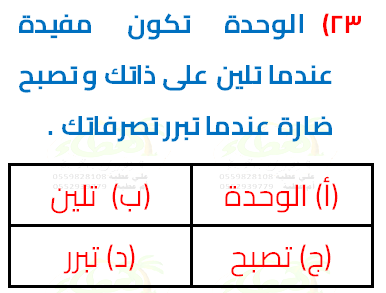 ٢٣) الوحدة تكون مفيدة
عندما تلين على ذاتك و تصبح
ضارة عندما تبرر تصرفاتك .
(أ) الوحدة (ب) تلين
(ج) تصبح (د) تبرر